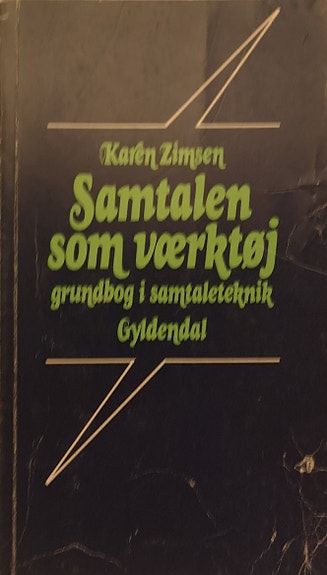 Karen Zimsen
Samtalen
som værktøj
grundbog i samtaleteknik
Gyldendal